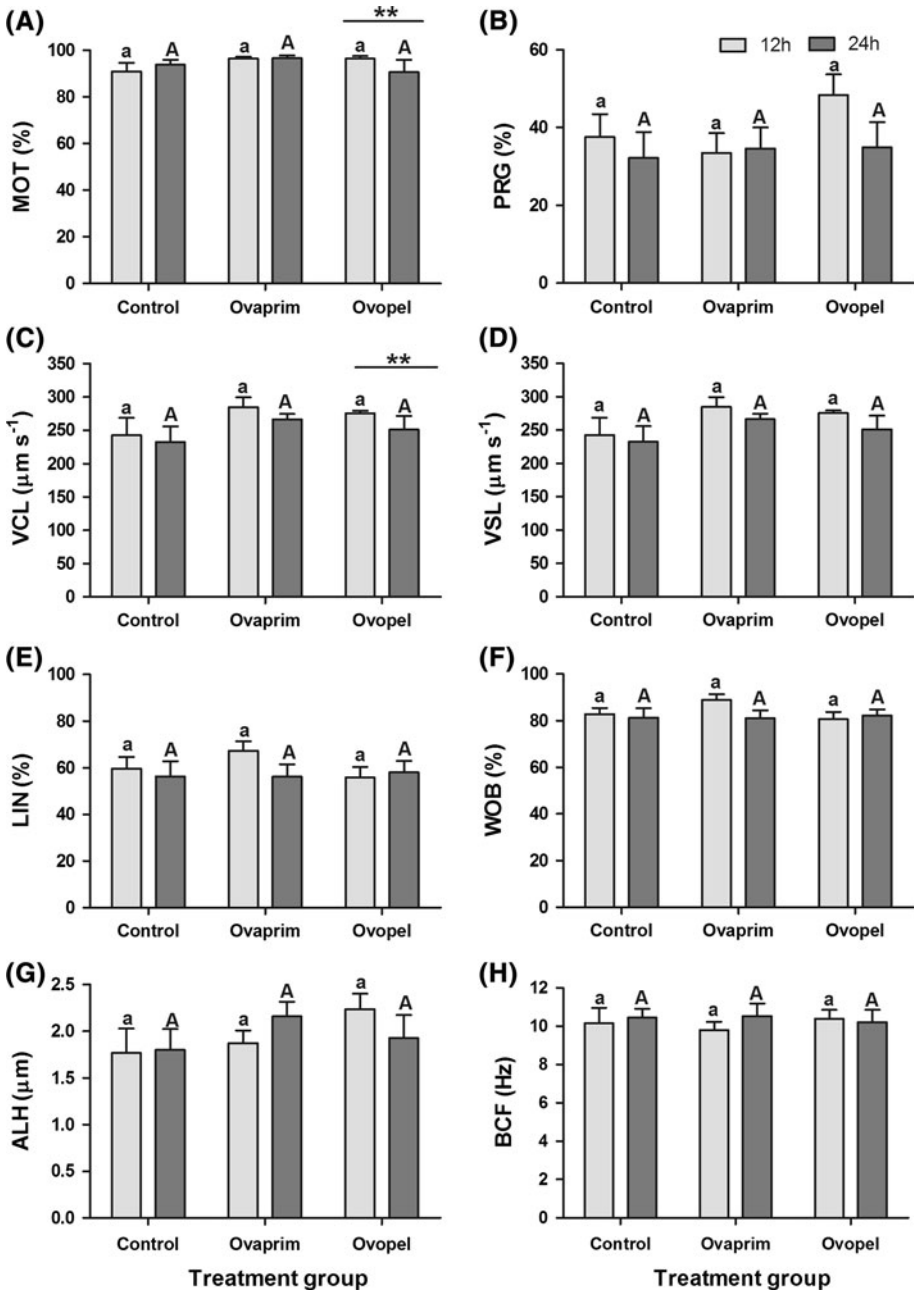 (A)
**
MOT (%)
100
80
60
40
20
0
a A a A a A
Control Ovaprim Ovopel
(B)
12h 24h
PRG (%)
60
40
20
0
a A a A a A
Control Ovaprim Ovopel
(C)
**
VCL (μm s-1)
350
300
250
200
150
100
50
0
a A a A a A
Control Ovaprim Ovopel
(D)
VSL (μm s-1)
350
300
250
200
150
100
50
0
a A a A a A
Control Ovaprim Ovopel
(E)
LIN (%)
100
80
60
40
20
0
a A a A a A
Control Ovaprim Ovopel
(F)
WOB (%)
100
80
60
40
20
0
a A a A a A
Control Ovaprim Ovopel
(G)
ALH (μm)
2.5
2.0
1.5
1.0
0.5
0.0
a A a A a A
Control Ovaprim Ovopel
Treatment group
(H)
BCF (Hz)
12
10
8
6
4
2
0
a A a A a A
Control Ovaprim Ovopel
Treatment group